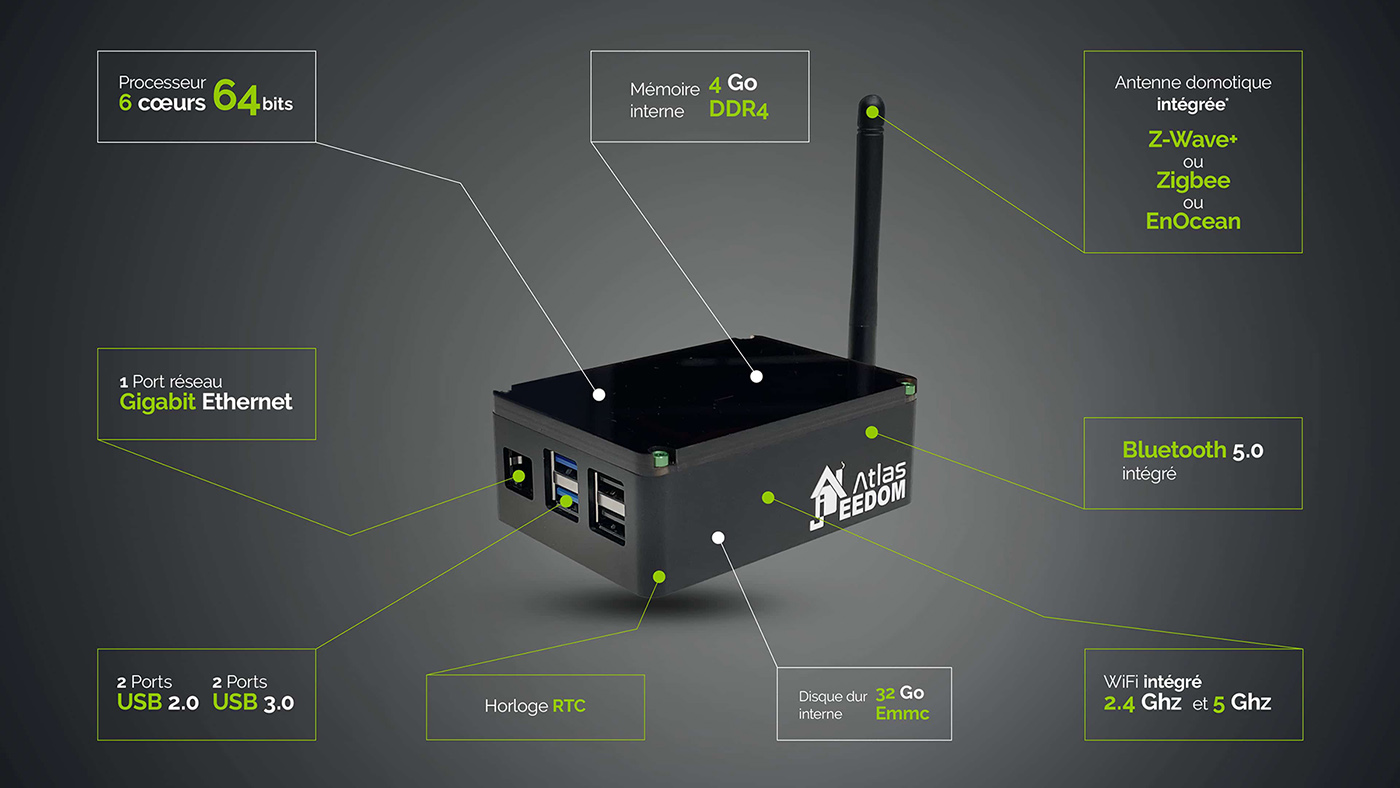 Processeur
6 cœurs 64 bits
Mémoire interne 4 Go DDR4
Antenne domotique
intégrée*
Z-Wave+
ou
Zigbee
ou
EnOcean
1 Port réseau
Gigabit Ethernet
Atlas
JEEDOM
Bluetooth 5.0
intégré
2 Ports USB 2.0
2 Ports USB 3.0
Horloge RTC
Disque dur interne 32 Go Emmc
WiFi intégré
2.4 Ghz et 5 Ghz